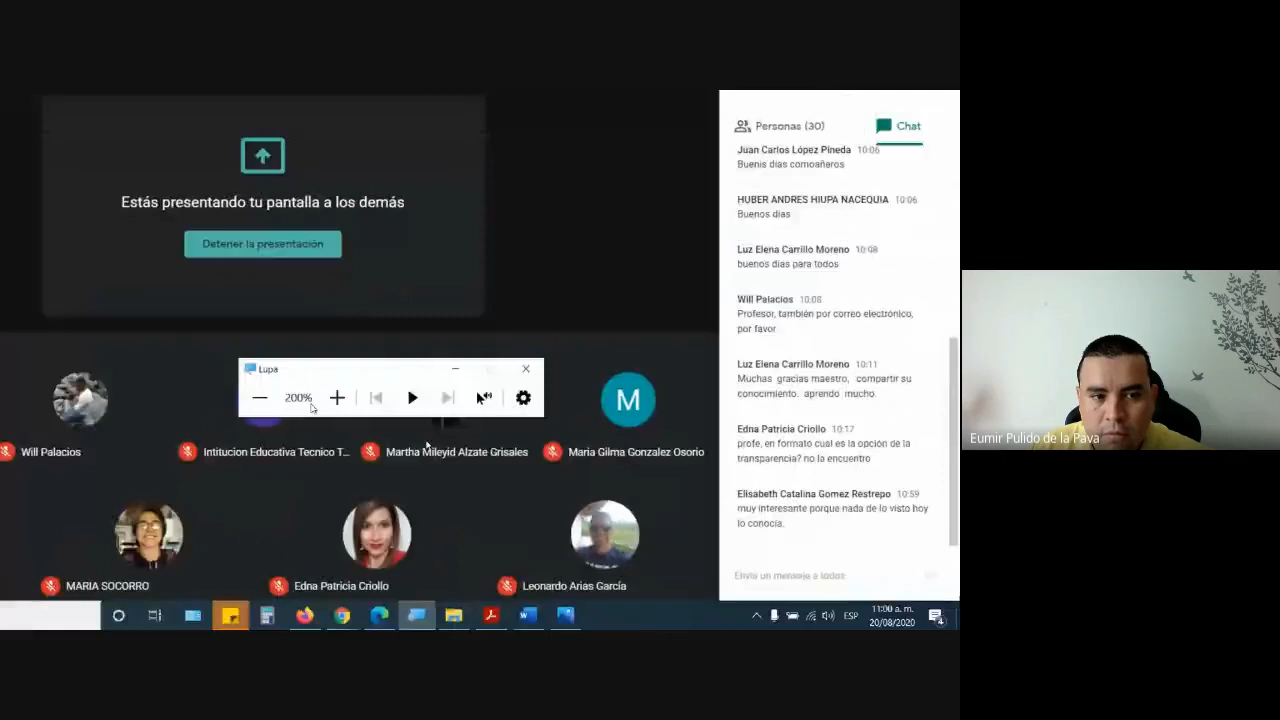 Estás presentando tu pantalla a los demás
Detener la presentación
Lupa
200%
Will Palacios
Intitucion Educativa Tecnico T...
Martha Mileyid Alzate Grisales
Maria Gilma Gonzalez Osorio
M
MARIA SOCORRO
Edna Patricia Criollo
Leonardo Arias García
Personas (30)
Chat
Juan Carlos López Pineda 10:06
Buenis días comoañeros
HUBER ANDRES HIUPA NACEQUIA 10:06
Buenos días
Luz Elena Carrillo Moreno 10:08
buenos días para todos
Will Palacios 10:08
Profesor, también por correo electrónico,
por favor
Luz Elena Carrillo Moreno 10:11
Muchas gracias maestro, compartir su
conocimiento. aprendo mucho.
Edna Patricia Criollo 10:17
profe, en formato cual es la opción de la
transparencia? no la encuentro
Elisabeth Catalina Gomez Restrepo 10:59
muy interesante porque nada de lo visto hoy
lo conocía.
Envía un mensaje a todos
ESP
11:00 a. m.
20/08/2020
4
Eumir Pulido de la Pava